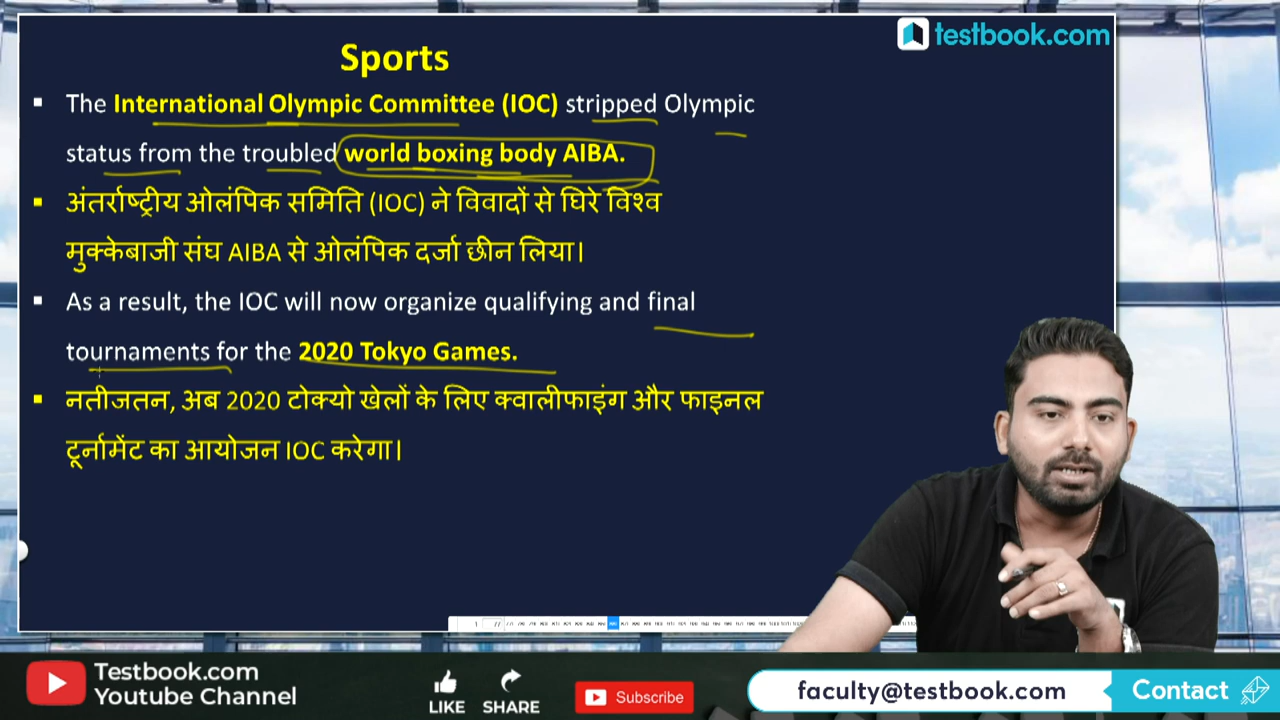 testbook.com
Sports
The International Olympic Committee (IOC) stripped Olympic
status from the troubled world boxing body AIBA.
अंतर्राष्ट्रीय ओलंपिक समिति (IOC) ने विवादों से घिरे विश्व
मुक्केबाजी संघ AIBA से ओलंपिक दर्जा छीन लिया।
As a result, the IOC will now organize qualifying and final
tournaments for the 2020 Tokyo Games.
नतीजतन, अब 2020 टोक्यो खेलों के लिए क्वालीफाइंग और फाइनल
टूर्नामेंट का आयोजन IOC करेगा।
Testbook.com
Youtube Channel
LIKE
SHARE
Subscribe
faculty@testbook.com
Contact